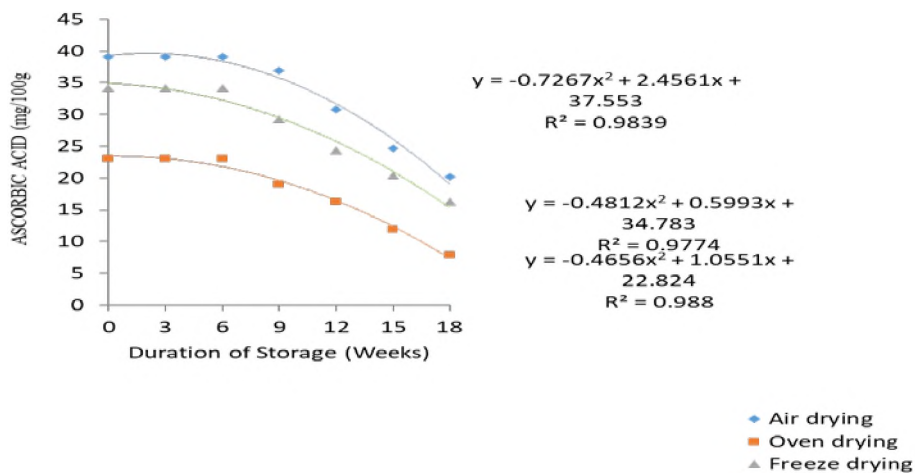 45
40
35
30
25
20
15
10
5
0
ASCORBIC ACID (mg/100g
0 3 6 9 12 15 18
Duration of Storage (Weeks)
y = -0.7267x² + 2.4561x +
37.553
R² = 0.9839
y = -0.4812x² + 0.5993x +
34.783
R² = 0.9774
y = -0.4656x² + 1.0551x +
22.824
R² = 0.988
Air drying
Oven drying
Freeze drying